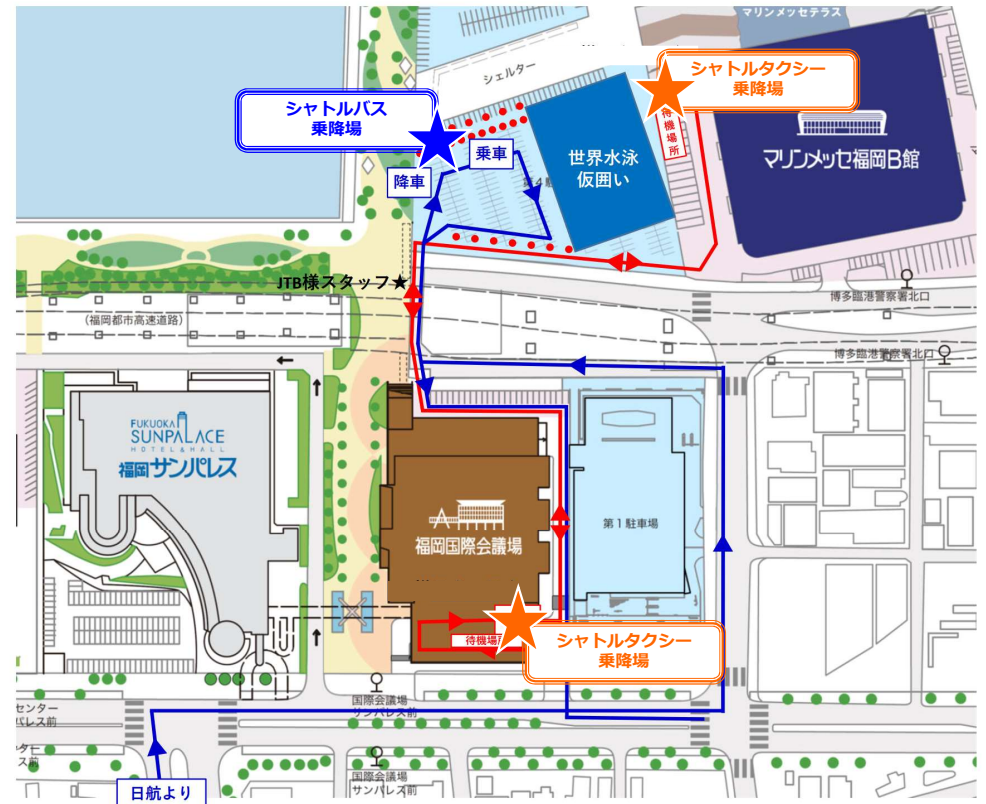 マリンメッセテラス
シェルター
シャトルタクシー
乗降場
シャトルバス
乗降場
待機場所
乗車
降車
世界水泳
仮囲い
マリンメッセ福岡B館
JTB様スタッフ★
博多臨港警察署北口
(福岡都市高速道路)
博多臨港警察署北口
FUKUOKA
SUNPALACE
HOTEL&HALL
福岡サンパレス
福岡国際会議場
第1駐車場
待機場
シャトルタクシー
乗降場
国際会議場
サンパレス前
センター
パレス前
国際会議場
サンパレス前
ター
ス前
日航より